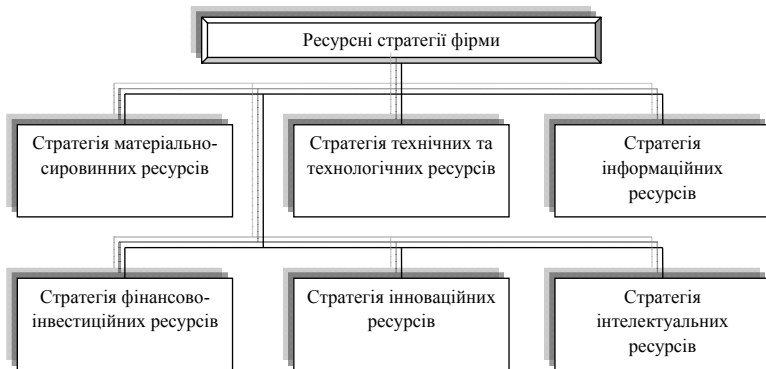 Ресурсні стратегії фірми
Стратегія матеріально-
сировинних ресурсів
Стратегія технічних та
технологічних ресурсів
Стратегія
інформаційних
ресурсів
Стратегія фінансово-
інвестиційних ресурсів
Стратегія інноваційних
ресурсів
Стратегія
інтелектуальних
ресурсів